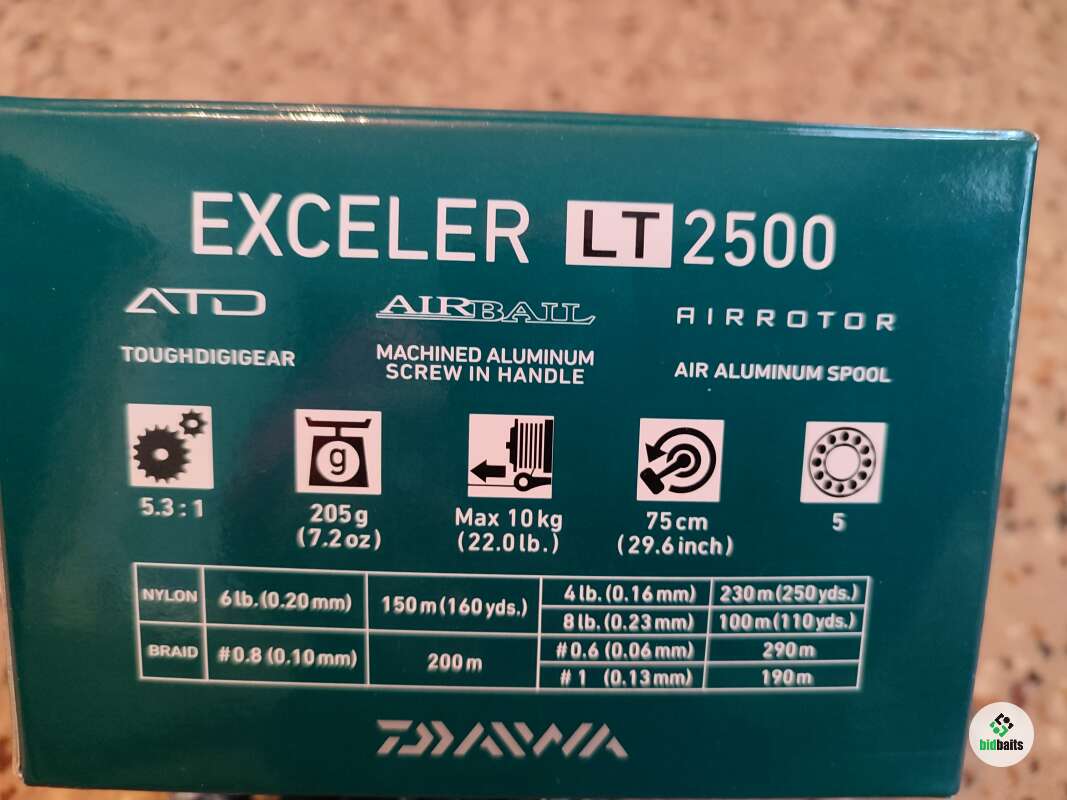 EXCELER LT 2500
ATD AIRBAIL AIRROTOR
TOUGHDIGIGEAR MACHINED ALUMINUM SCREW IN HANDLE AIR ALUMINUM SPOOL
g
5.3 : 1
205g
(7.2oz)
Max 10kg
(22.0lb.)
75cm
(29.6inch)
5
NYLON 6lb.(0.20mm) 150m(160yds.) 4lb.(0.16mm) 230m(250yds.)
8lb.(0.23mm) 100m(110yds.)
BRAID #0.8(0.10mm) 200m #0.6(0.06mm) 290m
#1 (0.13mm) 190m
DAIWA
bidbaits